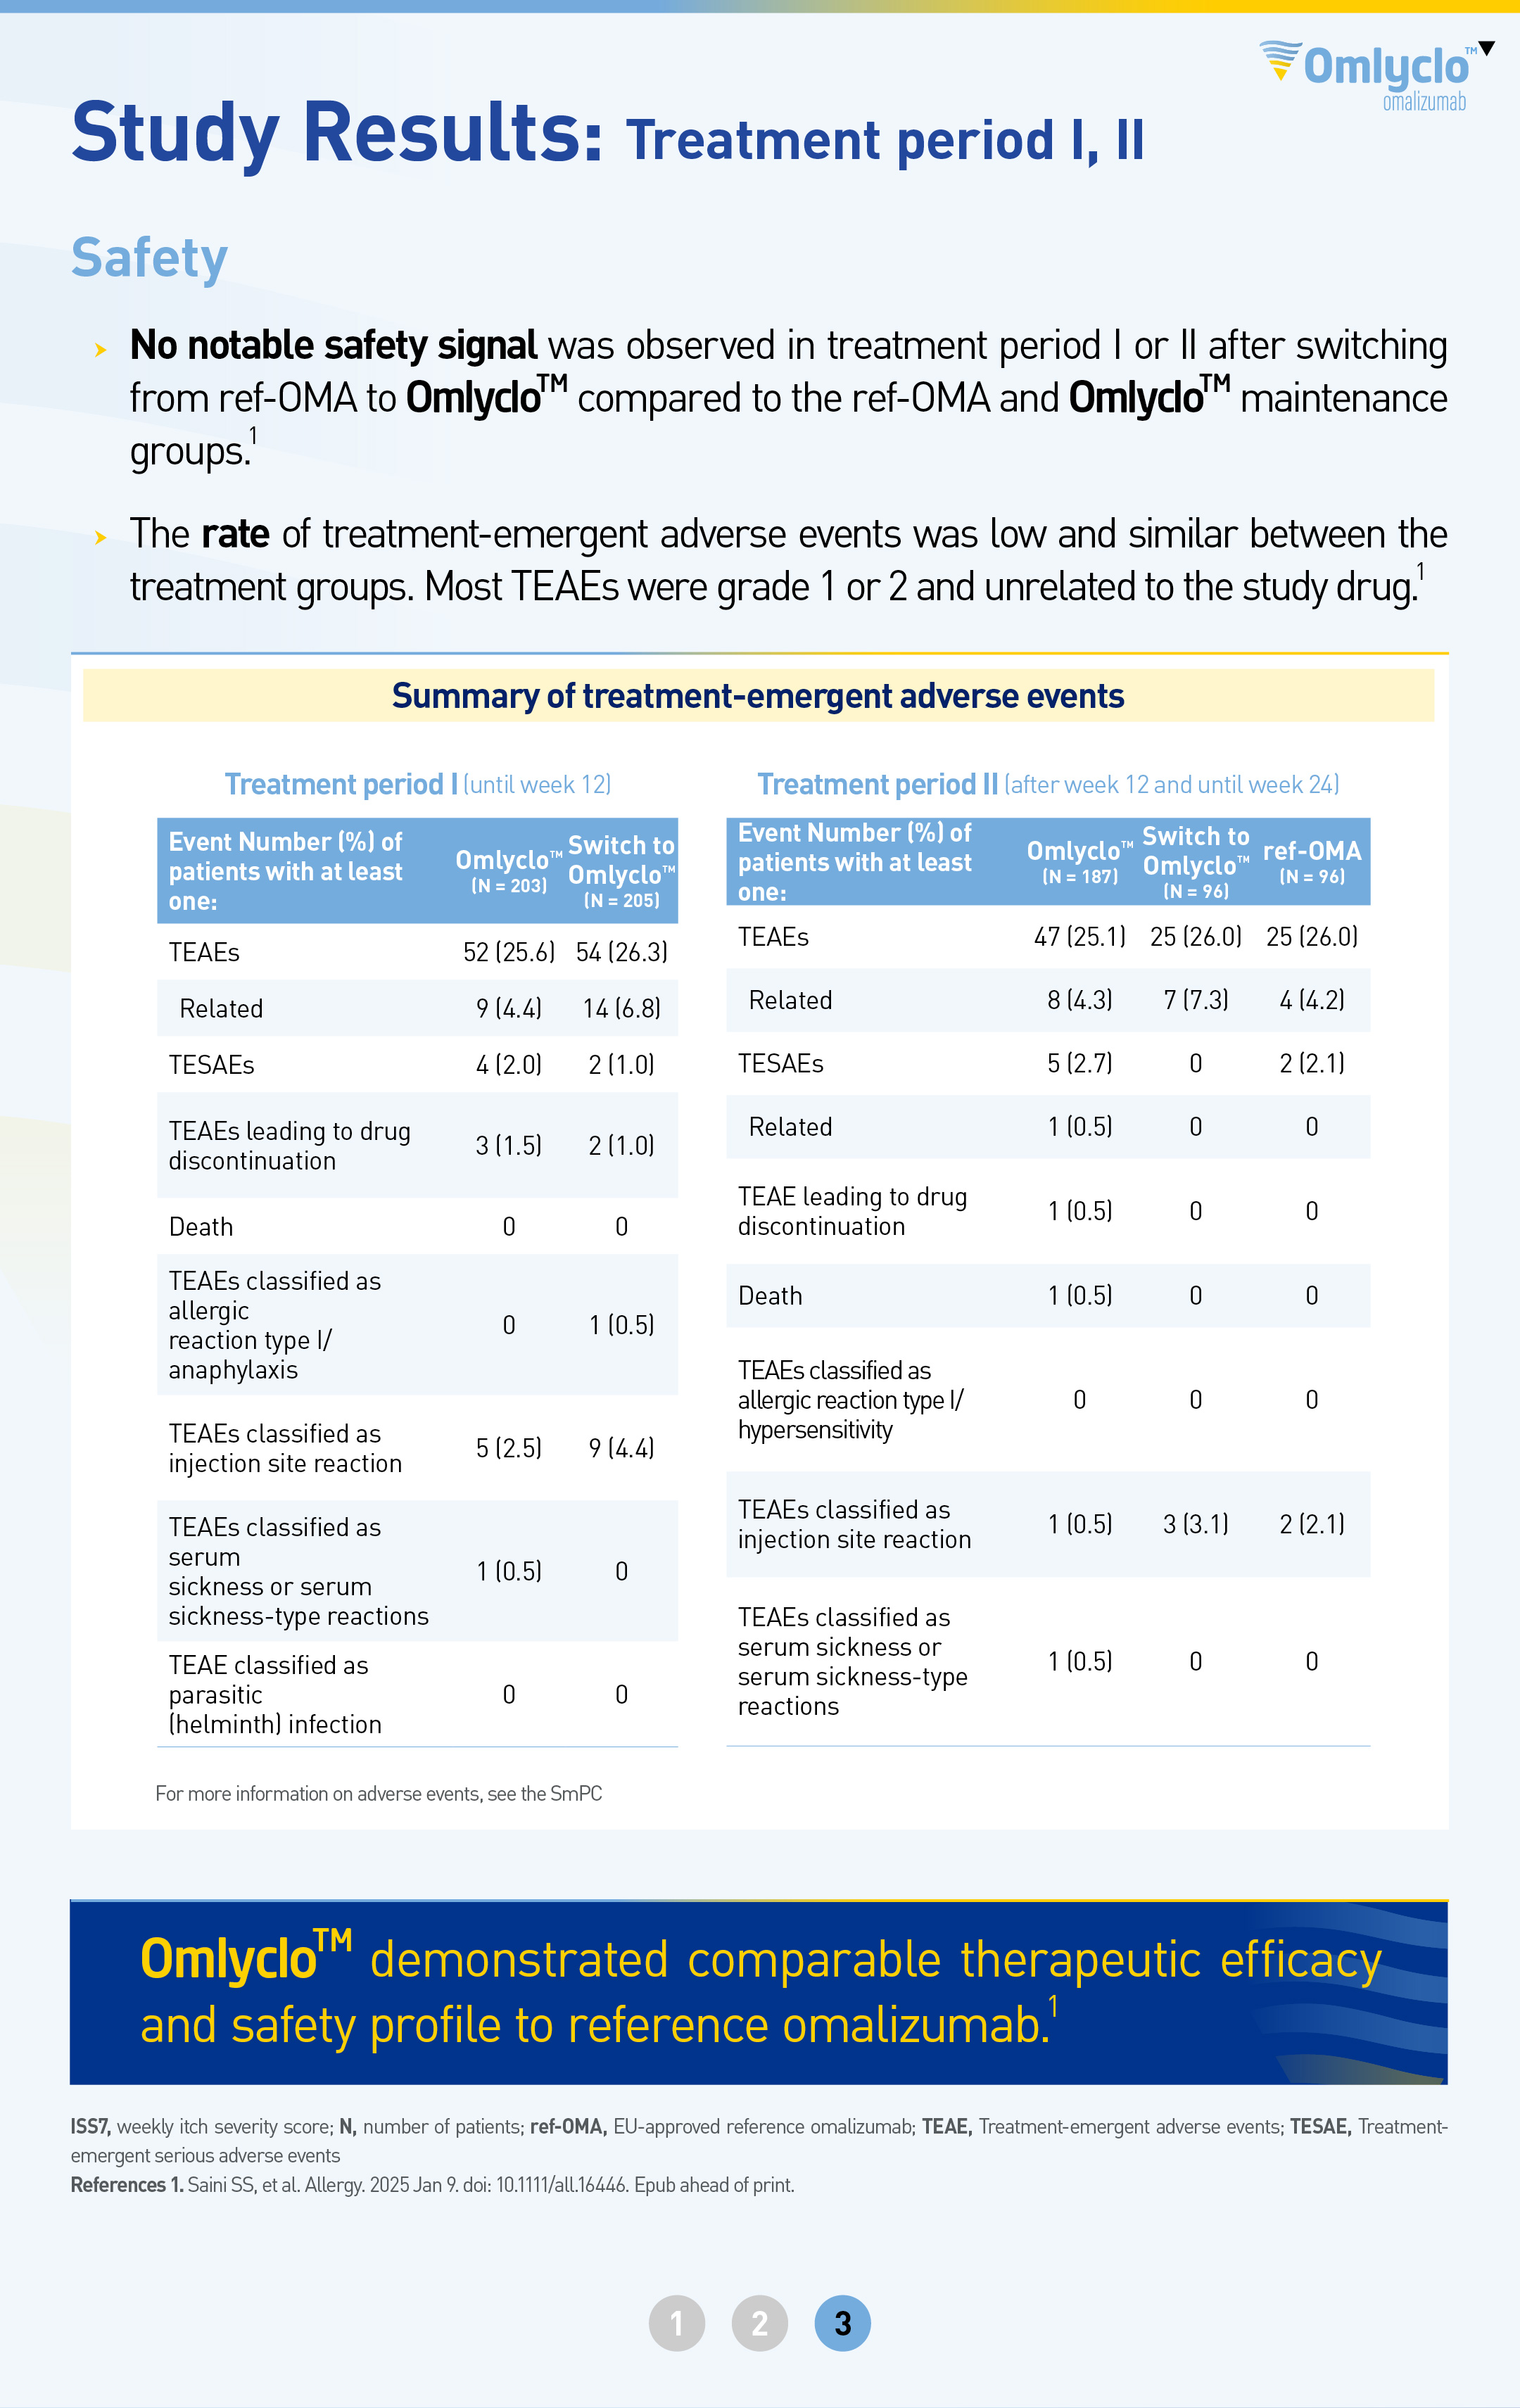 Omlyclo™▼
omalizumab
Study Results: Treatment period I, II
Safety
No notable safety signal was observed in treatment period I or II after switching
from ref-OMA to Omlyclo™ compared to the ref-OMA and Omlyclo™ maintenance
groups.1
The rate of treatment-emergent adverse events was low and similar between the
treatment groups. Most TEAEs were grade 1 or 2 and unrelated to the study drug.1
Summary of treatment-emergent adverse events
Treatment period I (until week 12)
Event Number (%) of
patients with at least
one:
Omlyclo™
(N = 203)
Switch to
Omlyclo™
(N = 205)
TEAEs 52 (25.6) 54 (26.3)
Related 9 (4.4) 14 (6.8)
TESAEs 4 (2.0) 2 (1.0)
TEAEs leading to drug
discontinuation
3 (1.5) 2 (1.0)
Death 0 0
TEAEs classified as
allergic
reaction type I/
anaphylaxis
0 1 (0.5)
TEAEs classified as
injection site reaction
5 (2.5) 9 (4.4)
TEAEs classified as
serum
sickness or serum
sickness-type reactions
1 (0.5) 0
TEAE classified as
parasitic
(helminth) infection
0 0
Treatment period II (after week 12 and until week 24)
Event Number (%) of
patients with at least
one:
Omlyclo™
(N = 187)
Switch to
Omlyclo™
(N = 96)
ref-OMA
(N = 96)
TEAEs 47 (25.1) 25 (26.0) 25 (26.0)
Related 8 (4.3) 7 (7.3) 4 (4.2)
TESAEs 5 (2.7) 0 2 (2.1)
Related 1 (0.5) 0 0
TEAE leading to drug
discontinuation
1 (0.5) 0 0
Death 1 (0.5) 0 0
TEAEs classified as
allergic reaction type I/
hypersensitivity
0 0 0
TEAEs classified as
injection site reaction
1 (0.5) 3 (3.1) 2 (2.1)
TEAEs classified as
serum sickness or
serum sickness-type
reactions
1 (0.5) 0 0
For more information on adverse events, see the SmPC
Omlyclo™ demonstrated comparable therapeutic efficacy
and safety profile to reference omalizumab.1
ISS7, weekly itch severity score; N, number of patients; ref-OMA, EU-approved reference omalizumab; TEAE, Treatment-emergent adverse events; TESAE, Treatment-
emergent serious adverse events
References 1. Saini SS, et al. Allergy. 2025 Jan 9. doi: 10.1111/all.16446. Epub ahead of print.
1 2 3